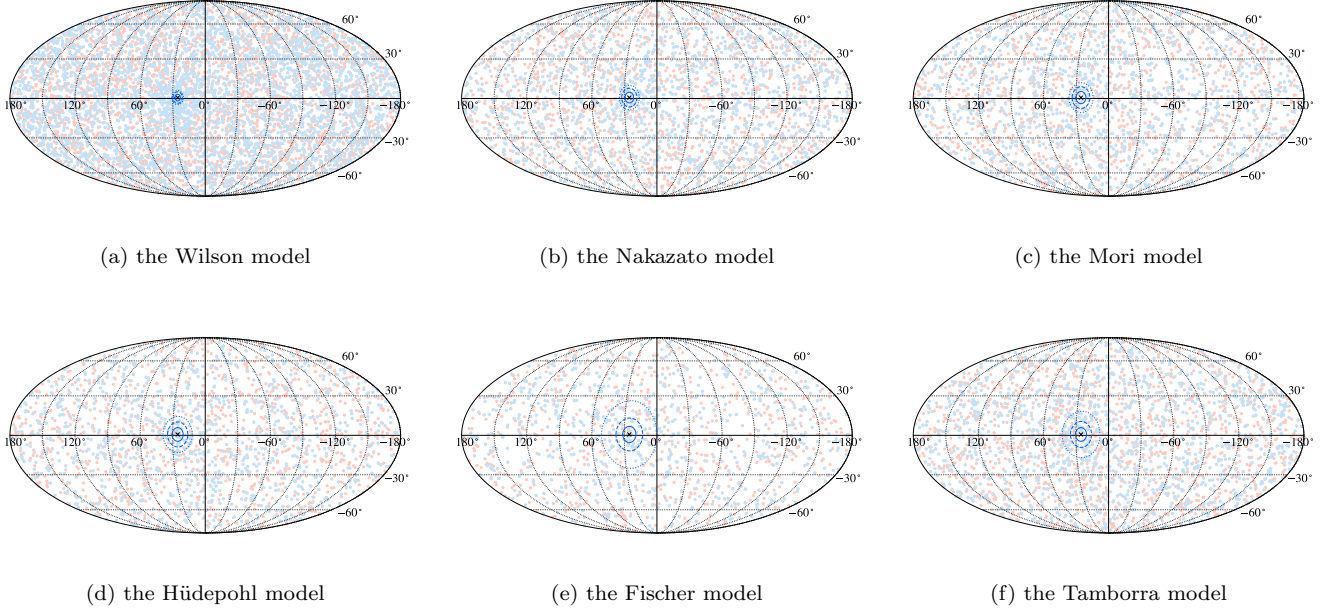 60° 60° 60°
30° 30° 30°
180° 120 60 0 −60° −120° −180° 180° 120 60 0 −60° −120° −180° 180° 120 60 0 −60° −120° −180°
−30° −30° −30°
−60° −60° −60°
(a) the Wilson model (b) the Nakazato model (c) the Mori model
60° 60° 60°
30° 30° 30°
180 120 60 0 −60° −120° −180° 180 120 60 0 −60° −120° −180° 180 120 60 0 −60° −120° −180°
−30° −30° −30°
−60° −60° −60°
(d) the Hüdepohl model (e) the Fischer model (f) the Tamborra model